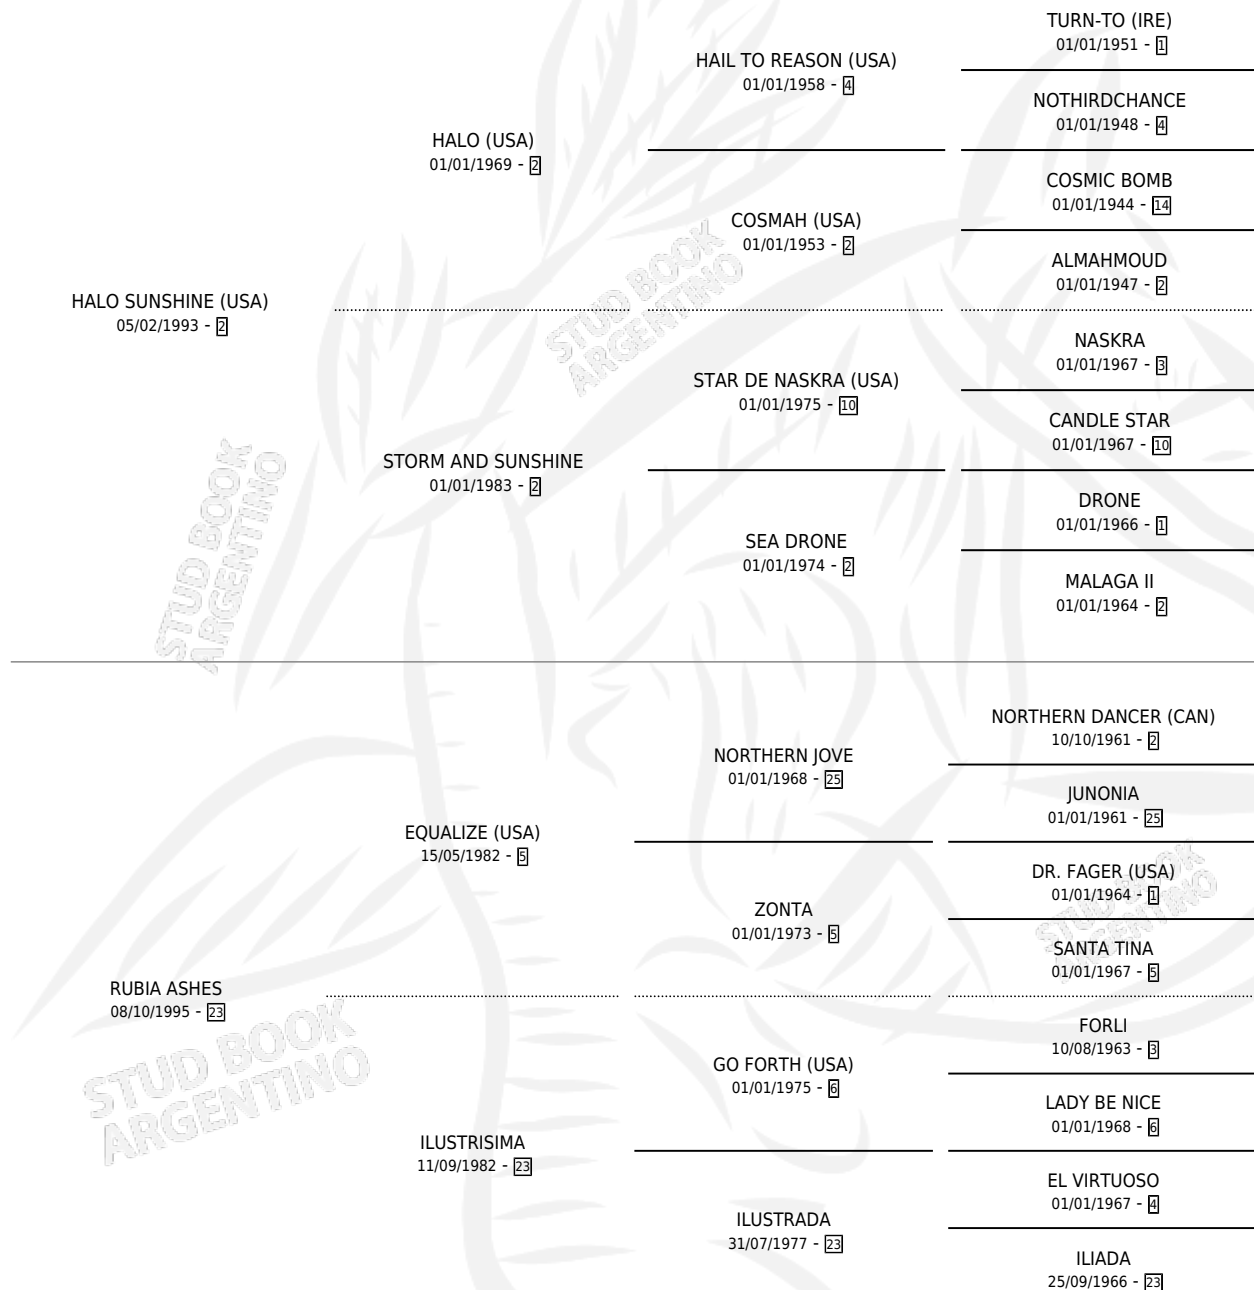 TURN-TO (IRE)
01/01/1951 - 1
HAIL TO REASON (USA)
01/01/1958 - 4
NOTHIRDCHANCE
01/01/1948 - 4
HALO (USA)
01/01/1969 - 2
COSMIC BOMB
01/01/1944 - 14
COSMAH (USA)
01/01/1953 - 2
ALMAHMOUD
01/01/1947 - 2
HALO SUNSHINE (USA)
05/02/1993 - 2
NASKRA
01/01/1967 - 3
STAR DE NASKRA (USA)
01/01/1975 - 10
CANDLE STAR
01/01/1967 - 10
STORM AND SUNSHINE
01/01/1983 - 2
DRONE
01/01/1966 - 1
SEA DRONE
01/01/1974 - 2
MALAGA II
01/01/1964 - 2
NORTHERN DANCER (CAN)
10/10/1961 - 2
NORTHERN JOVE
01/01/1968 - 25
JUNONIA
01/01/1961 - 25
EQUALIZE (USA)
15/05/1982 - 5
DR. FAGER (USA)
01/01/1964 - 1
ZONTA
01/01/1973 - 5
SANTA TINA
01/01/1967 - 5
RUBIA ASHES
08/10/1995 - 23
FORLI
10/08/1963 - 3
GO FORTH (USA)
01/01/1975 - 6
LADY BE NICE
01/01/1968 - 6
ILUSTRISIMA
11/09/1982 - 23
EL VIRTUOSO
01/01/1967 - 4
ILUSTRADA
31/07/1977 - 23
ILIADA
25/09/1966 - 23
STUD BOOK
ARGENTINO
STUD BOOK
ARGENTINO
STUD BOOK
ARGENTINO
STUD BOOK
ARGENTINO